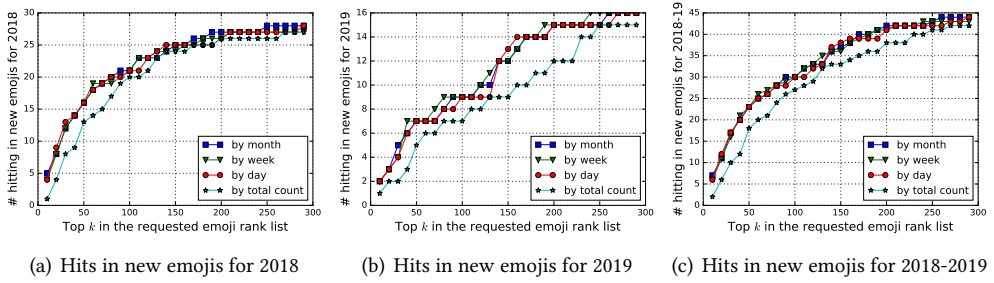 # hitting in new emojis for 2018
30
25
20
15
10
5
0
0 50 100 150 200 250 300
Top k in the requested emoji rank list
by month
by week
by day
by total count
(a) Hits in new emojis for 2018
# hitting in new emojis for 2019
16
14
12
10
8
6
4
2
0
0 50 100 150 200 250 300
Top k in the requested emoji rank list
by month
by week
by day
by total count
(b) Hits in new emojis for 2019
# hitting in new emojis for 2018-19
45
40
35
30
25
20
15
10
5
0
0 50 100 150 200 250 300
Top k in the requested emoji rank list
by month
by week
by day
by total count
(c) Hits in new emojis for 2018-2019